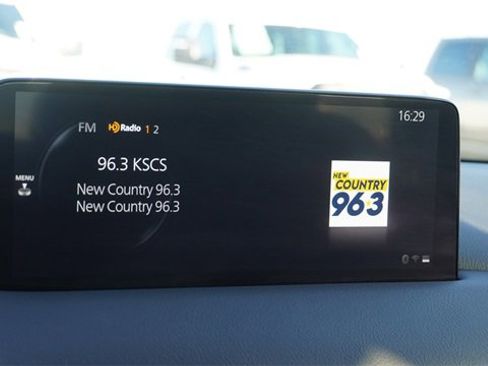 16:29
FM HD Radio 1 2
96.3 KSCS
MENU
New Country 96.3
New Country 96.3
NEW
COUNTRY
96.3